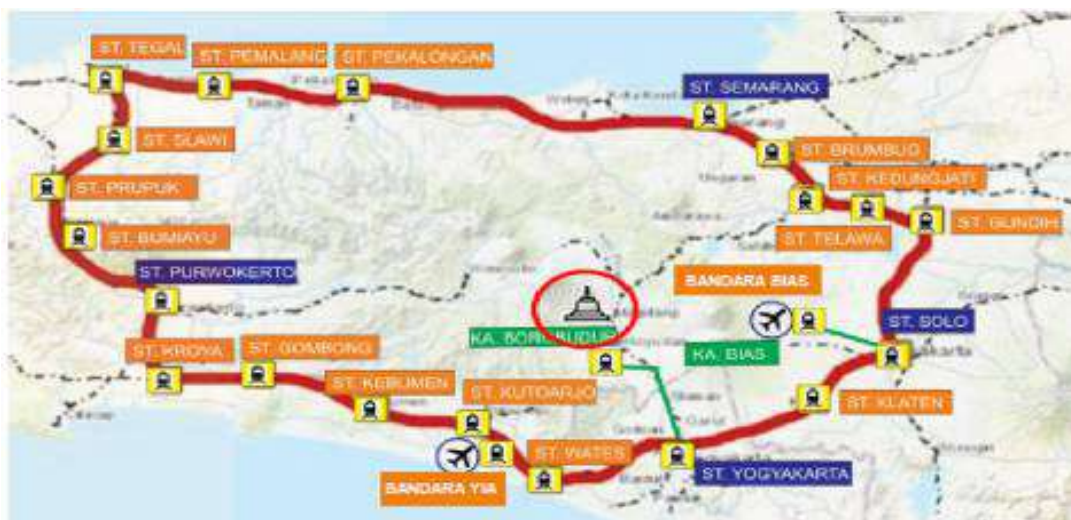 ST. TEGAL
ST. PEMALANG
ST. PEKALONGAN
ST. SEMARANG
ST. SLAWI
ST. BRUMBUG
ST. PRUPUK
ST. KEDUNGJATI
ST. BUMIAYU
ST. TELAWA
ST. GUNDIH
ST. PURWOKERTO
BANDARA BIAS
ST. SOLO
KA. BOROBUDUR
KA. BIAS
ST. KROYA
ST. GOMBONG
ST. KEBUMEN
ST. KUTOARJO
ST. KLATEN
ST. WATES
ST. YOGYAKARTA
BANDARA YIA